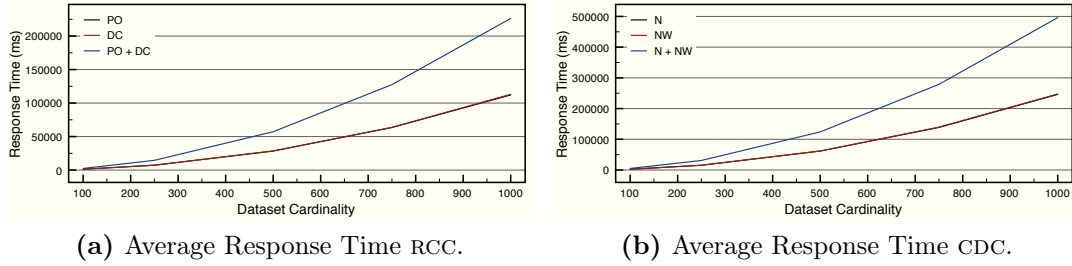 PO
DC
PO + DC
Response Time (ms)
200000
150000
100000
50000
0
100 200 300 400 500 600 700 800 900 1000
Dataset Cardinality
(a) Average Response Time RCC.
N
NW
N + NW
Response Time (ms)
500000
400000
300000
200000
100000
0
100 200 300 400 500 600 700 800 900 1000
Dataset Cardinality
(b) Average Response Time CDC.